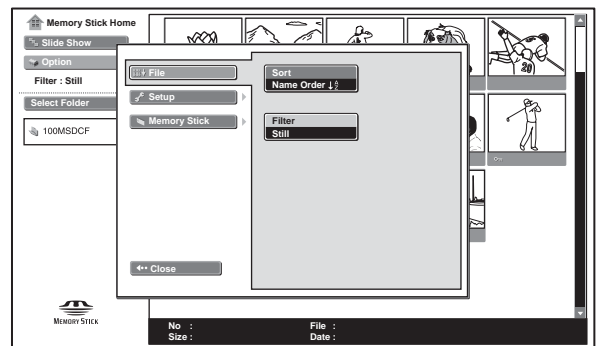 Memory Stick Home
Slide Show
Option
Filter : Still
Select Folder
100MSDCF
File
Setup
Memory Stick
Close
Sort
Name Order
Filter
Still
20
MEMORY STICK
No :
File :
Size :
Date :